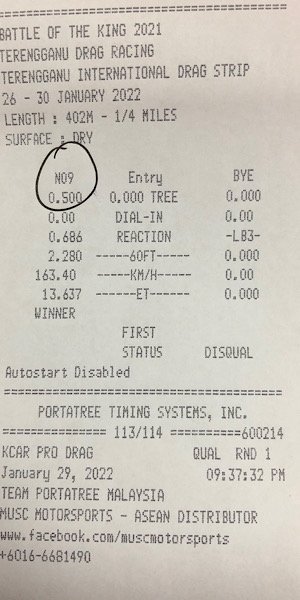 ===================================
BATTLE OF THE KING 2021
TERENGGANU DRAG RACING
TERENGGANU INTERNATIONAL DRAG STRIP
26 - 30 JANUARY 2022
LENGTH : 402M - 1/4 MILES
SURFACE : DRY
N09 Entry BYE
0.500 0.000 TREE 0.000
0.00 DIAL-IN 0.00
0.686 REACTION -LB3-
2.280 ------60FT----- 0.000
163.40 -----KM/H----- 0.00
13.637 ------ET------ 0.000
WINNER
FIRST
STATUS DISQUAL
Autostart Disabled
===================================
PORTATREE TIMING SYSTEMS, INC.
=============== 113/114 ==========600214
KCAR PRO DRAG QUAL RND 1
January 29, 2022 09:37:32 PM
TEAM PORTATREE MALAYSIA
MUSC MOTORSPORTS - ASEAN DISTRIBUTOR
www.facebook.com/muscmotorsports
+6016-6681490